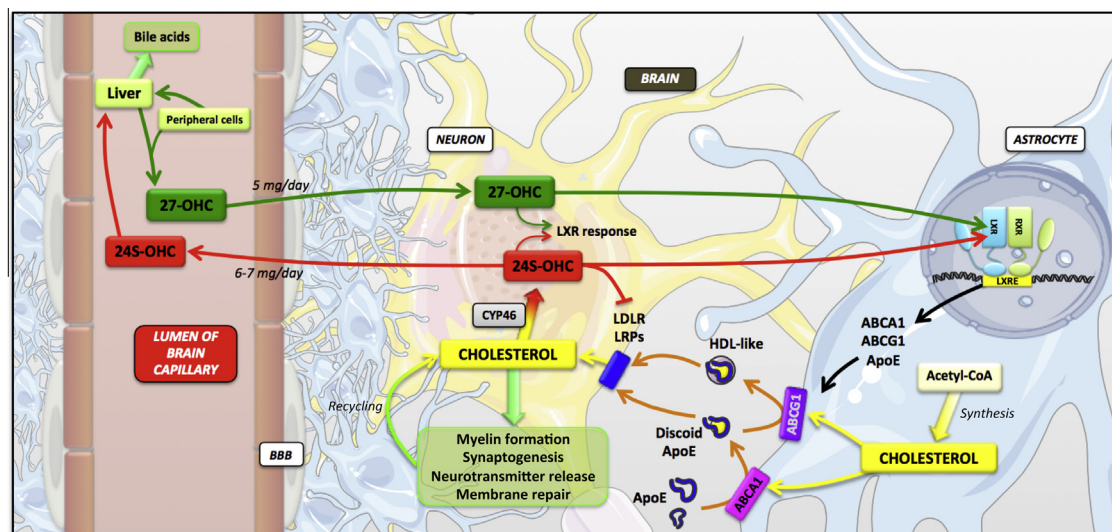 Bile acids
Liver
Peripheral cells
27-OHC
24S-OHC
LUMEN OF
BRAIN
CAPILLARY
BBB
5 mg/day
6-7 mg/day
BRAIN
NEURON
27-OHC
LXR response
24S-OHC
CYP46
LDLR
LRPs
CHOLESTEROL
Recycling
Myelin formation
Synaptogenesis
Neurotransmitter release
Membrane repair
HDL-like
Discoid
ApoE
ApoE
ABCG1
ABCA1
ASTROCYTE
LXR
RXR
LXRE
ABCA1
ABCG1
ApoE
Acetyl-CoA
Synthesis
CHOLESTEROL